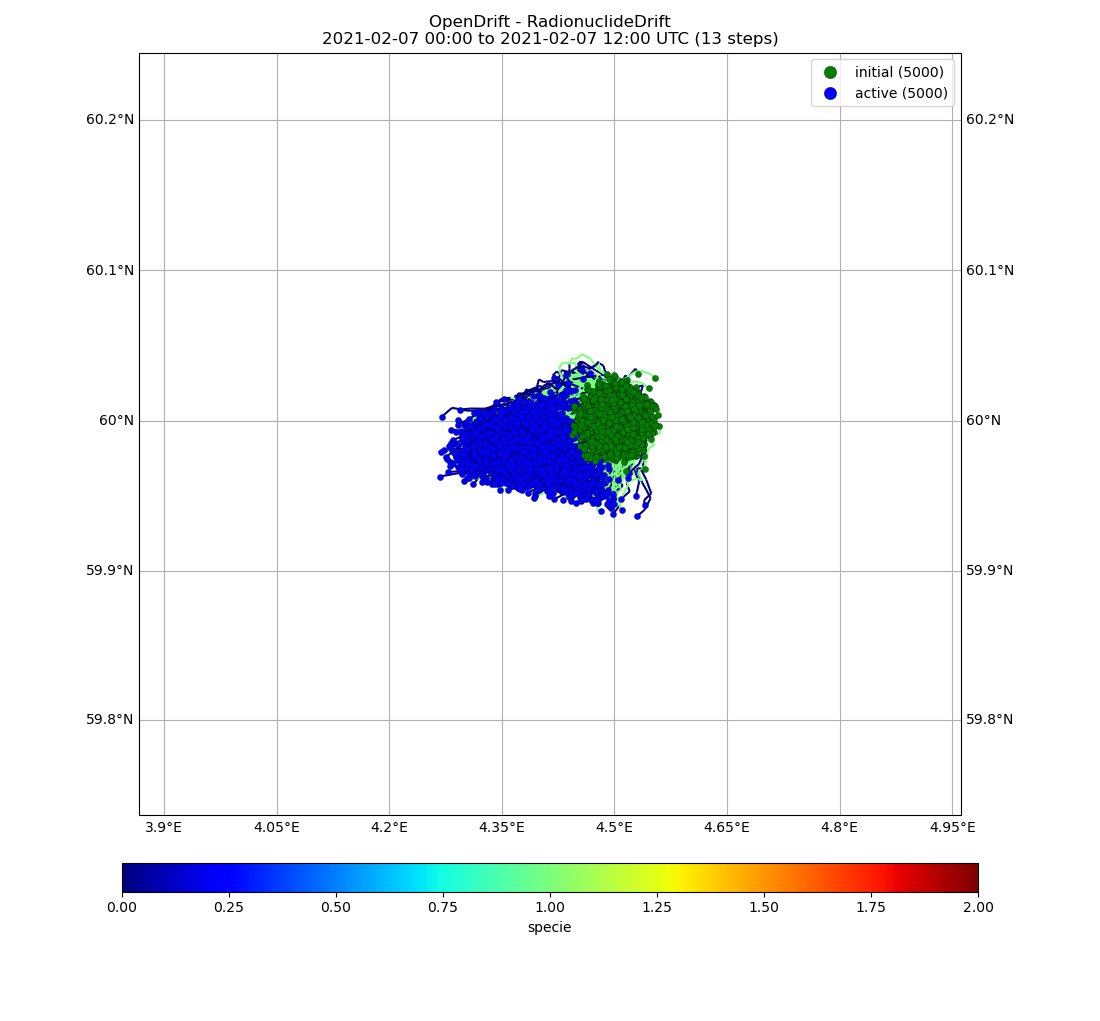 OpenDrift - RadionuclideDrift
2021-02-07 00:00 to 2021-02-07 12:00 UTC (13 steps)
initial (5000)
active (5000)
60.2°N 60.2°N
60.1°N 60.1°N
60°N 60°N
59.9°N 59.9°N
59.8°N 59.8°N
3.9°E 4.05°E 4.2°E 4.35°E 4.5°E 4.65°E 4.8°E 4.95°E
0.00 0.25 0.50 0.75 1.00 1.25 1.50 1.75 2.00
specie